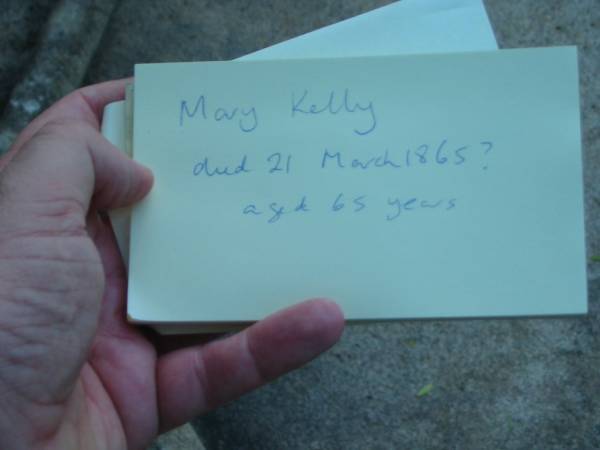 Mary Kelly
died 21 March 1865?
aged 65 years